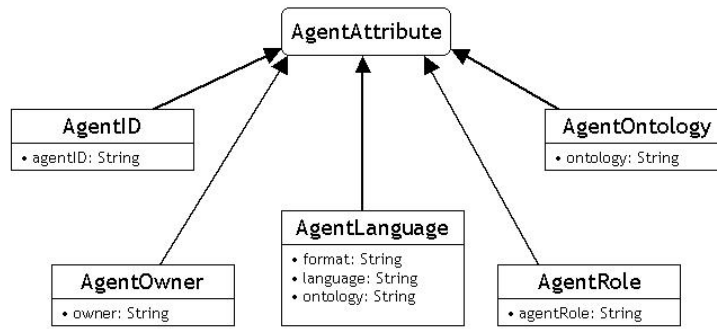 AgentAttribute
AgentID
• agentID: String
AgentOntology
• ontology: String
AgentLanguage
• format: String
• language: String
• ontology: String
AgentOwner
• owner: String
AgentRole
• agentRole: String